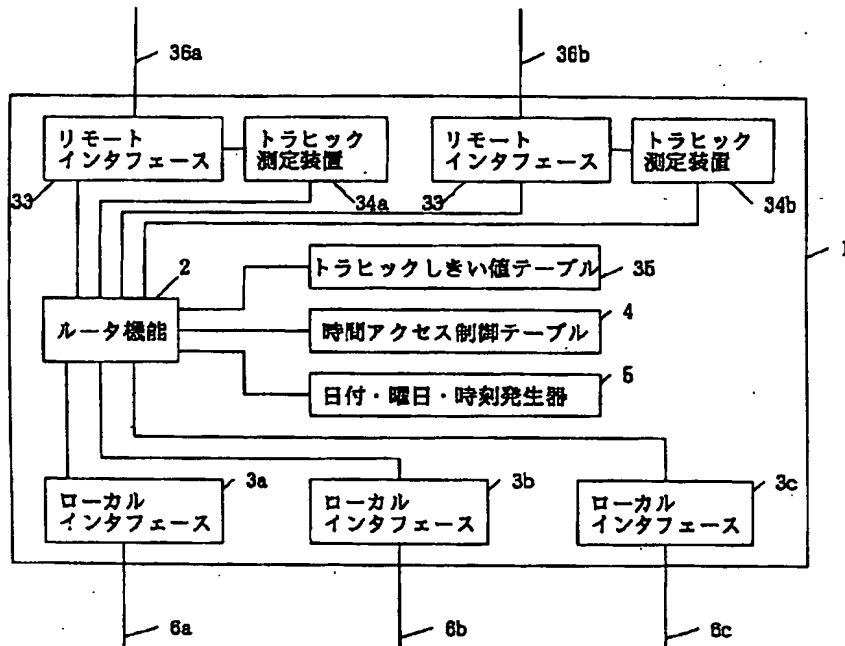 36a
36b
リモート
インタフェース
トラヒック
測定装置
リモート
インタフェース
トラヒック
測定装置
33
34a
33
34b
1
2
トラヒックしきい値テーブル
35
ルータ機能
4
時間アクセス制御テーブル
5
日付・曜日・時刻発生器
3a
3b
3c
ローカル
インタフェース
ローカル
インタフェース
ローカル
インタフェース
6a
6b
6c